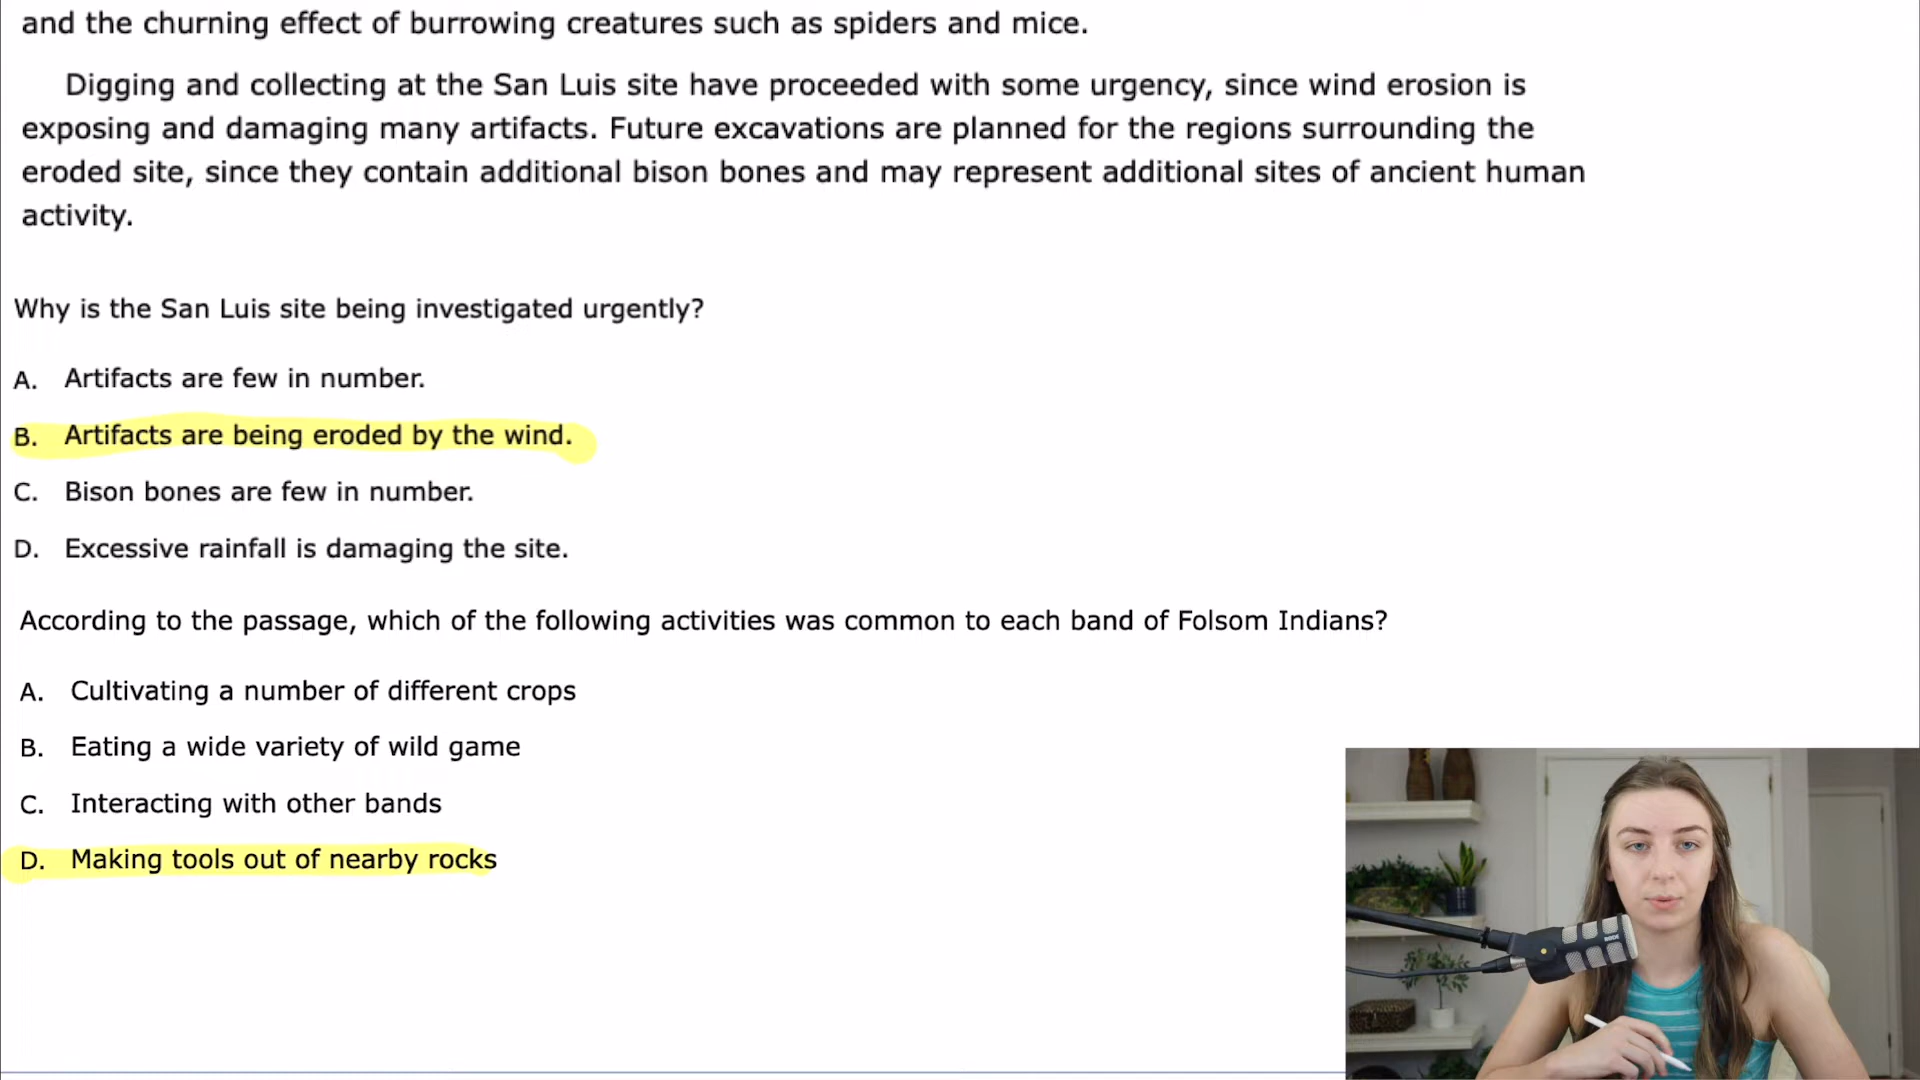 and the churning effect of burrowing creatures such as spiders and mice.
Digging and collecting at the San Luis site have proceeded with some urgency, since wind erosion is
exposing and damaging many artifacts. Future excavations are planned for the regions surrounding the
eroded site, since they contain additional bison bones and may represent additional sites of ancient human
activity.
Why is the San Luis site being investigated urgently?
A. Artifacts are few in number.
B. Artifacts are being eroded by the wind.
C. Bison bones are few in number.
D. Excessive rainfall is damaging the site.
According to the passage, which of the following activities was common to each band of Folsom Indians?
A. Cultivating a number of different crops
B. Eating a wide variety of wild game
C. Interacting with other bands
D. Making tools out of nearby rocks
RODE